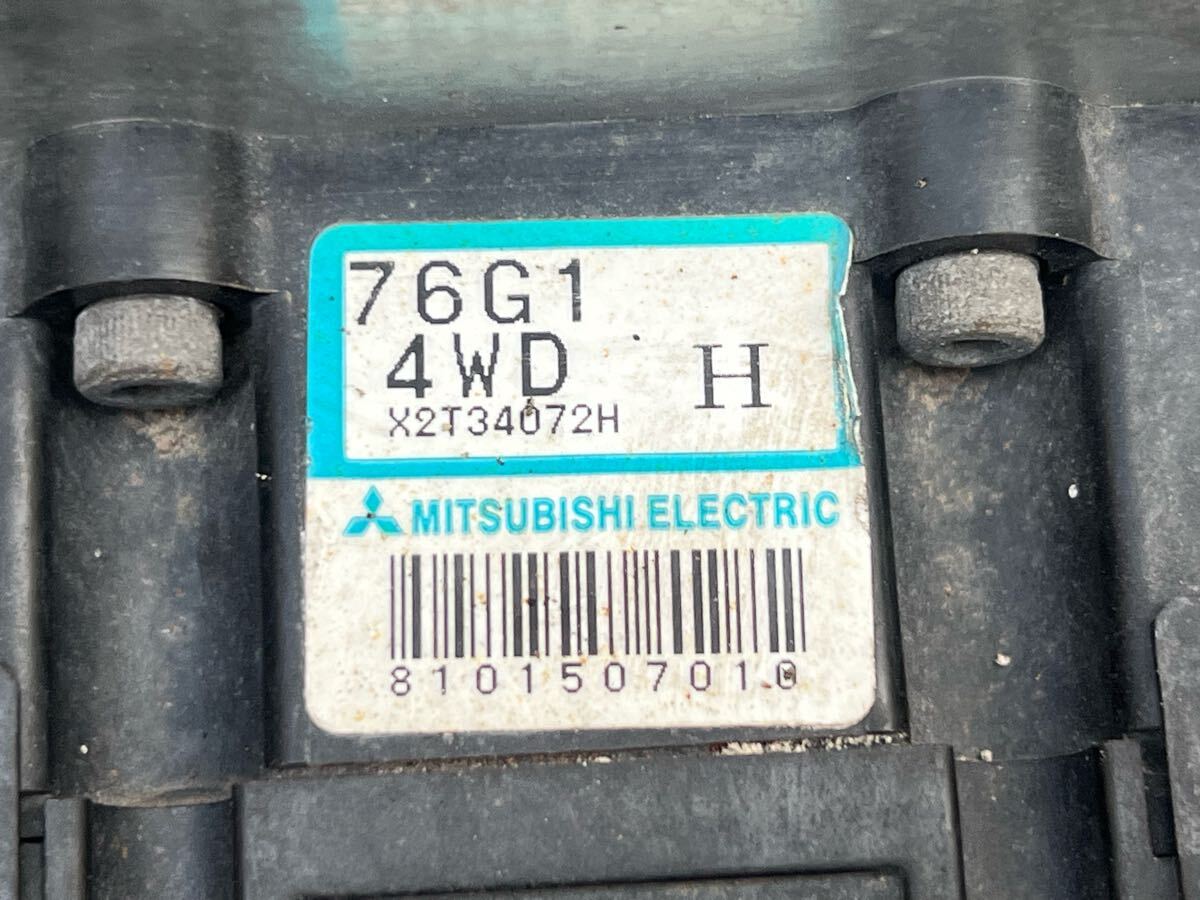 76G1
4WD
H
X2T34072H
MITSUBISHI ELECTRIC
8101507010